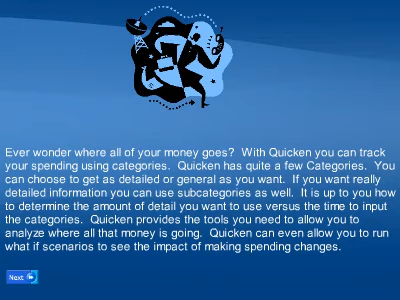 Ever wonder where all of your money goes?  With Quicken you can track
your spending using categories.  Quicken has quite a few Categories.  You
can choose to get as detailed or general as you want.  If you want really
detailed information you can use subcategories as well.  It is up to you how
to determine the amount of detail you want to use versus the time to input
the categories.  Quicken provides the tools you need to allow you to
analyze where all that money is going.  Quicken can even allow you to run
what if scenarios to see the impact of making spending changes.
Next